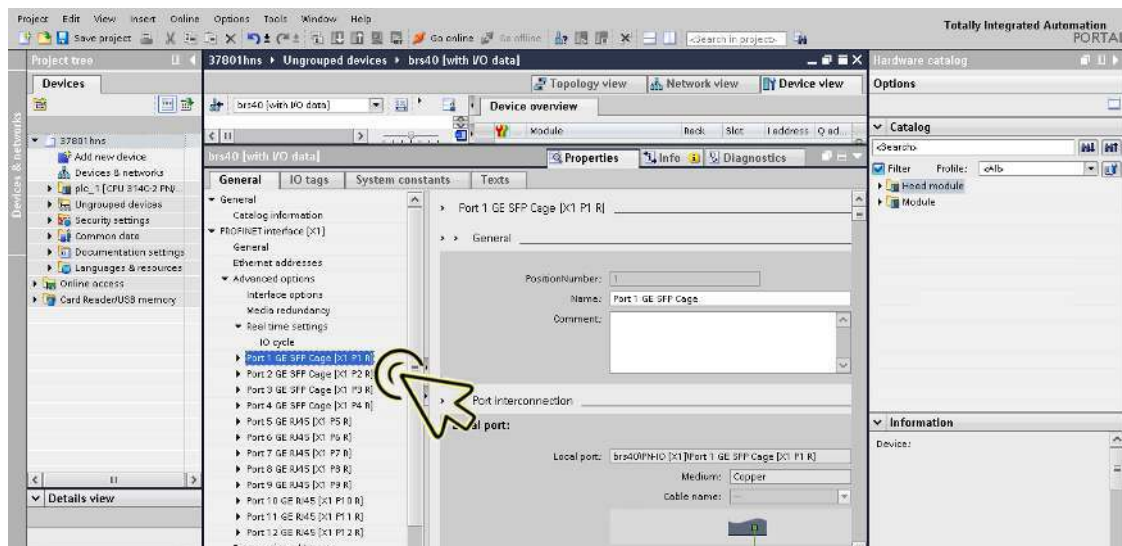 Project Edit View Insert Online Options Tools Window Help
Totally Integrated Automation
PORTAL
Save project
Go online
Go offline
<Search in project>
Project tree
37801hns ▸ Ungrouped devices ▸ brs40 [with I/O data]
Hardware catalog
Devices
Topology view
Network view
Device view
Options
brs40 [with I/O data]
Device overview
Module
Rack
Slot
I address
Q ad...
Catalog
<Search>
Filter
Profile:
<All>
Head module
Module
Devices & networks
37801hns
Add new device
Devices & networks
plc_1 [CPU 314C-2 PN/...
Ungrouped devices
Security settings
Common data
Documentation settings
Languages & resources
Online access
Card Reader/USB memory
Details view
brs40 [with I/O data]
Properties
Info
Diagnostics
General
IO tags
System constants
Texts
General
Catalog information
PROFINET interface [X1]
General
Ethernet addresses
Advanced options
Interface options
Media redundancy
Real time settings
IO cycle
Port 1 GE SFP Cage [X1 P1 R]
Port 2 GE SFP Cage [X1 P2 R]
Port 3 GE SFP Cage [X1 P3 R]
Port 4 GE SFP Cage [X1 P4 R]
Port 5 GE RJ45 [X1 P5 R]
Port 6 GE RJ45 [X1 P6 R]
Port 7 GE RJ45 [X1 P7 R]
Port 8 GE RJ45 [X1 P8 R]
Port 9 GE RJ45 [X1 P9 R]
Port 10 GE RJ45 [X1 P10 R]
Port 11 GE RJ45 [X1 P11 R]
Port 12 GE RJ45 [X1 P12 R]
Port 1 GE SFP Cage [X1 P1 R]
General
PositionNumber: 1
Name: Port 1 GE SFP Cage
Comment:
Port interconnection
port:
Local port: brs40\PN-IO [X1]\Port 1 GE SFP Cage [X1 P1 R]
Medium: Copper
Cable name: ---
Information
Device: